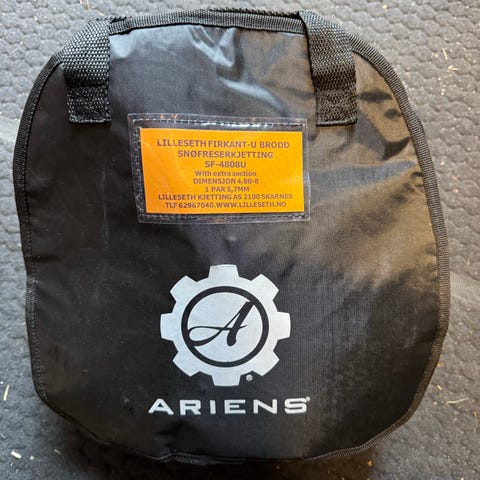 LILLESETH FIRKANT-U BRODD
SNØFRESERKJETTING
SF-4808U
With extra section
DIMENSJON 4,80-8
1 PAR 5,7MM
LILLESETH KJETTING AS 2100 SKARNES
TLF 62967040.WWW.LILLESETH.NO
A
®
ARIENS®